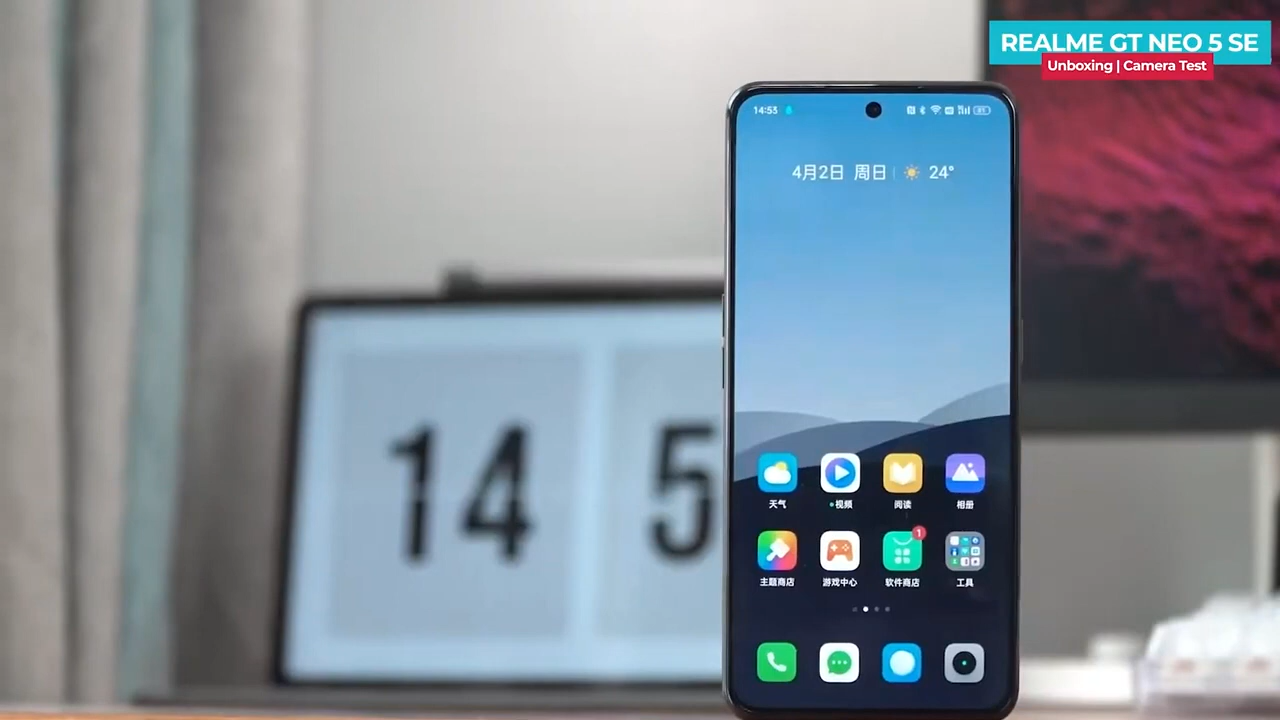 REALME GT NEO 5 SE
Unboxing | Camera Test
14:53
4月2日 周日 24°
14 5
天气 视频 阅读 相册
1
主题商店 游戏中心 软件商店 工具